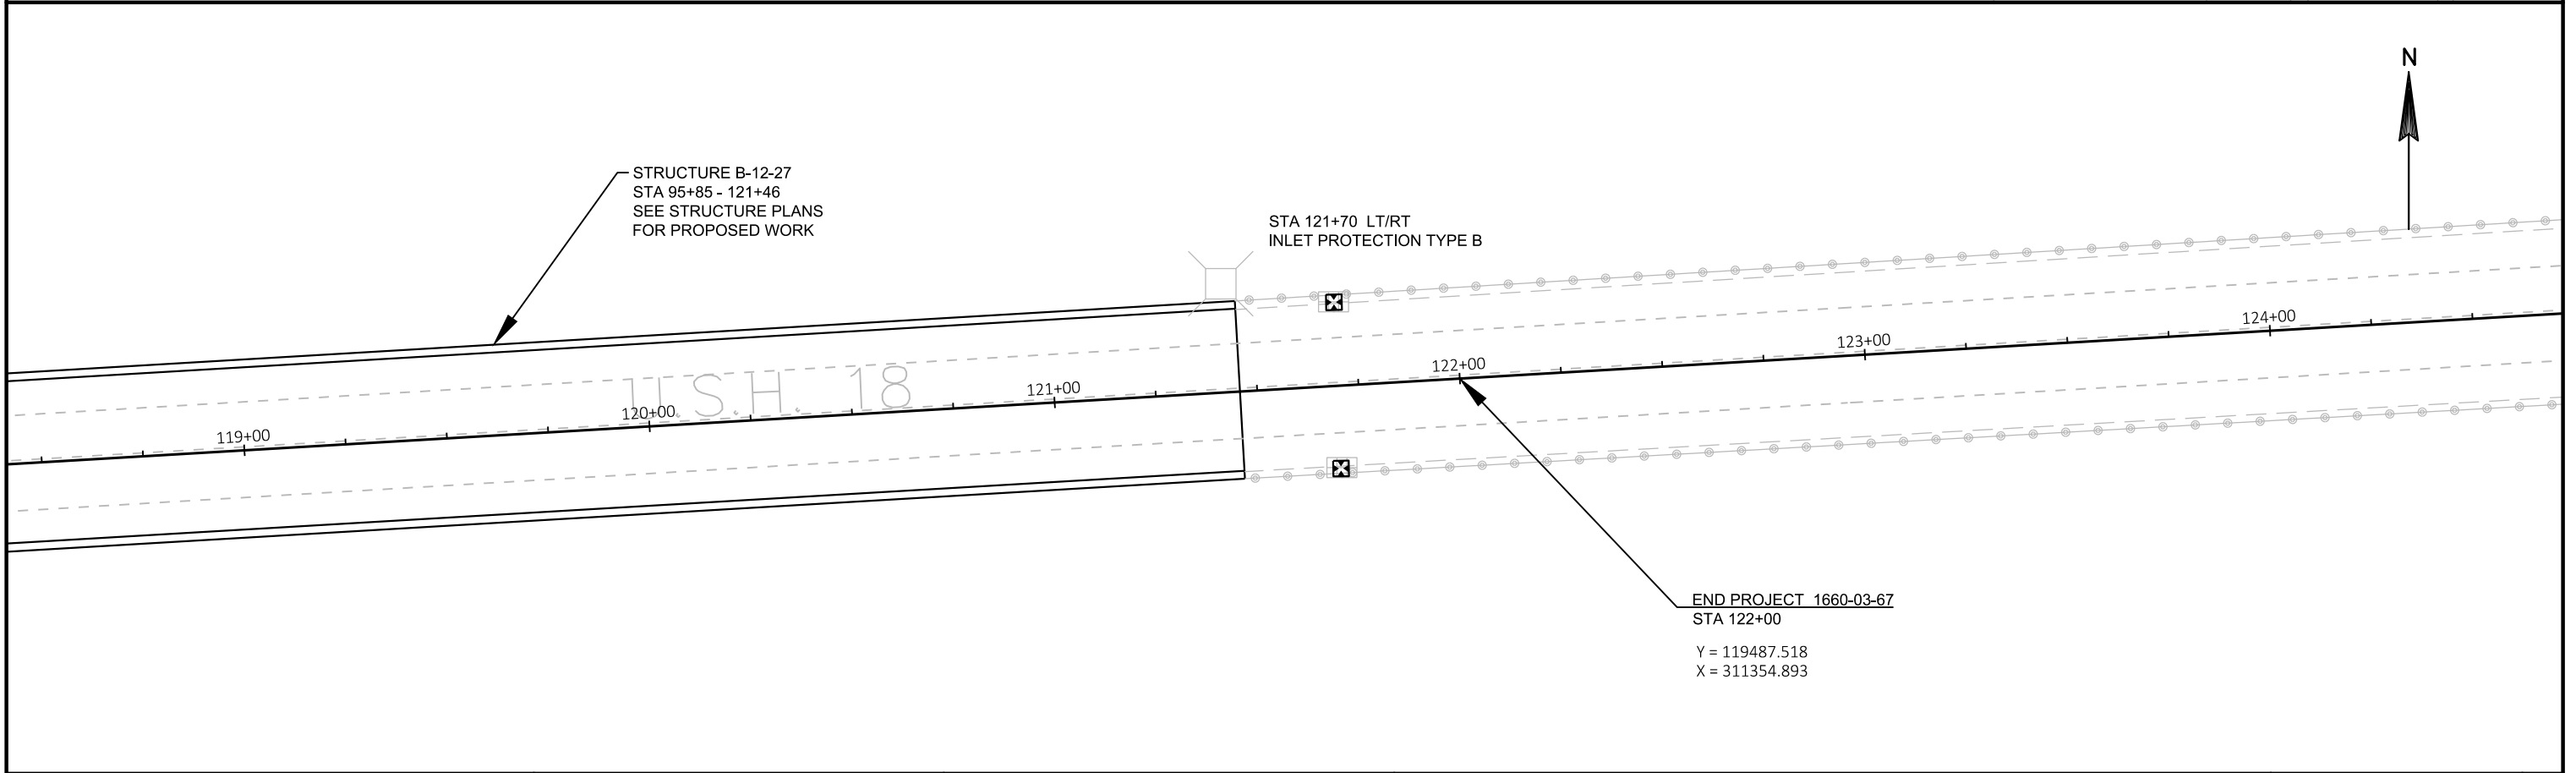 N
STRUCTURE B-12-27
STA 95+85 - 121+46
SEE STRUCTURE PLANS
FOR PROPOSED WORK
STA 121+70 LT/RT
INLET PROTECTION TYPE B
U.S.H. 18
119+00
120+00
121+00
122+00
123+00
124+00
END PROJECT 1660-03-67
STA 122+00
Y = 119487.518
X = 311354.893